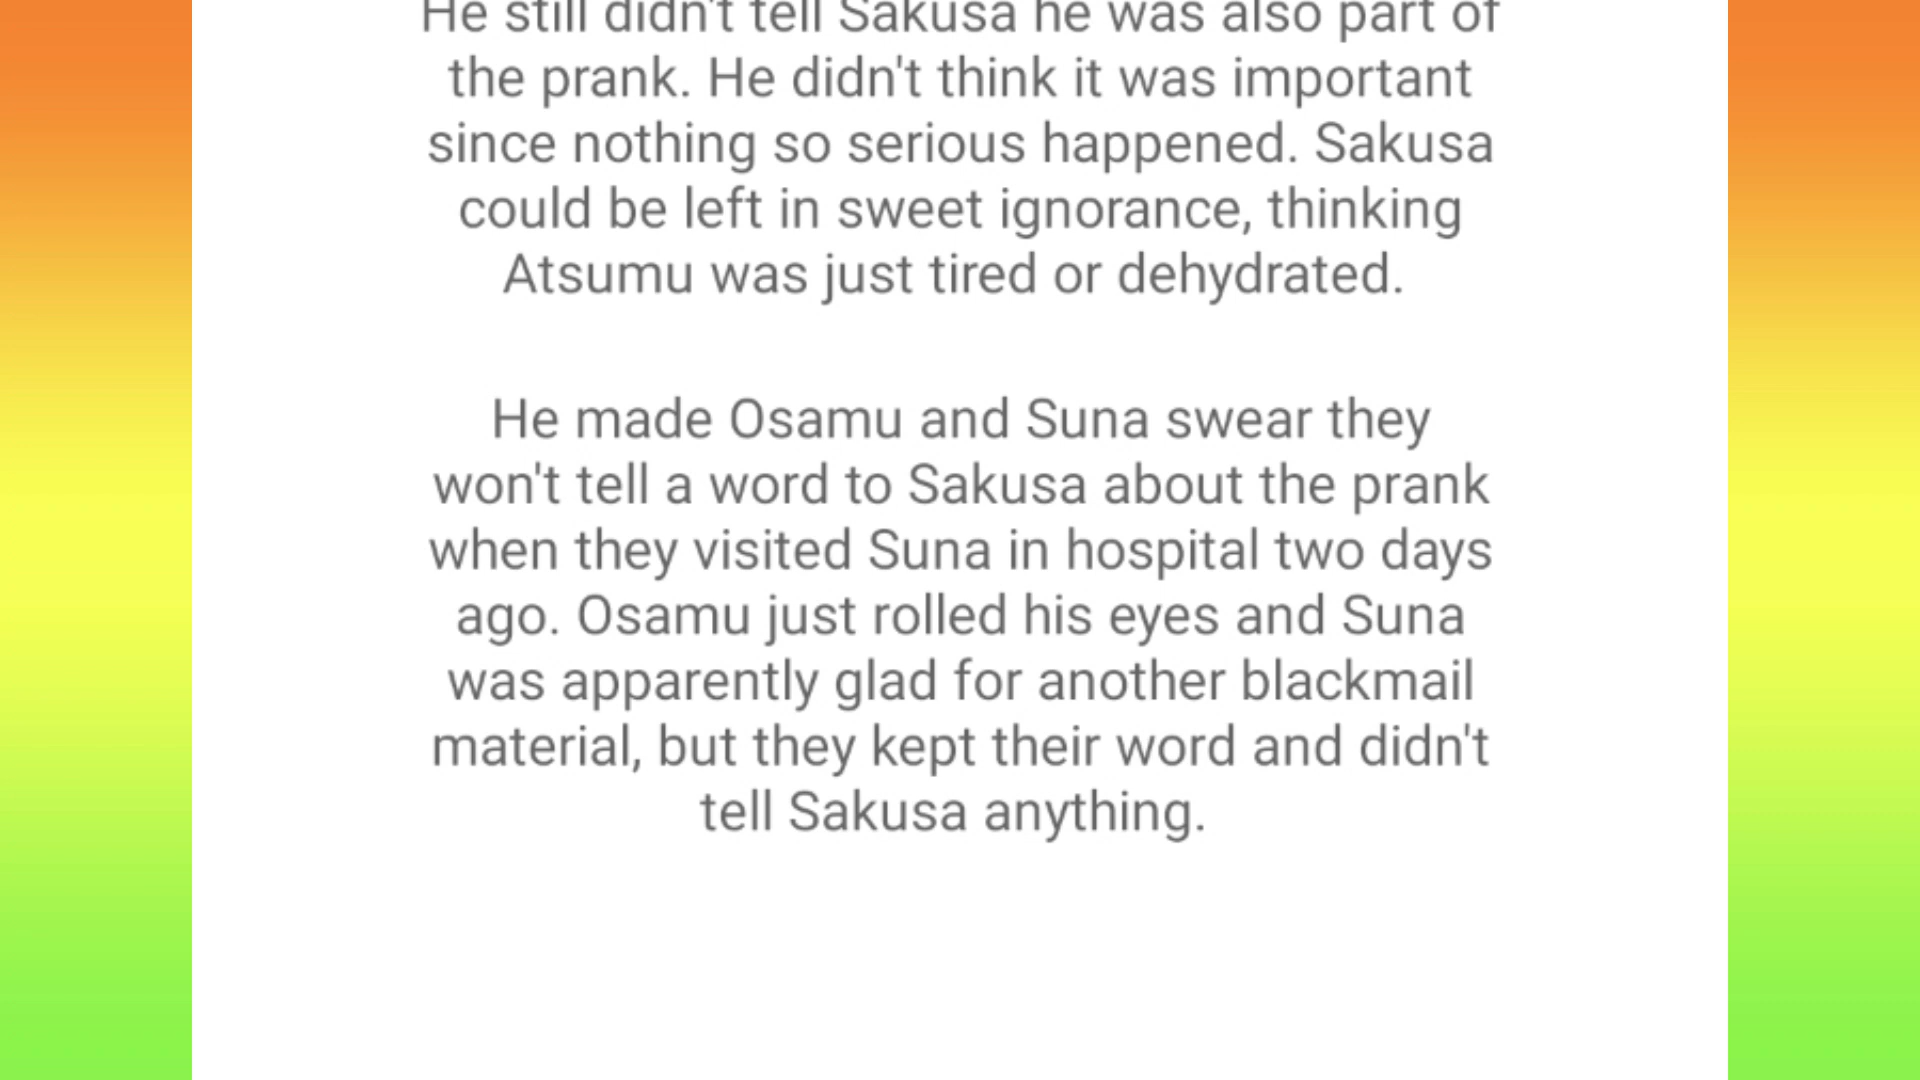 He still didn't tell Sakusa he was also part of
the prank. He didn't think it was important
since nothing so serious happened. Sakusa
could be left in sweet ignorance, thinking
Atsumu was just tired or dehydrated.
He made Osamu and Suna swear they
won't tell a word to Sakusa about the prank
when they visited Suna in hospital two days
ago. Osamu just rolled his eyes and Suna
was apparently glad for another blackmail
material, but they kept their word and didn't
tell Sakusa anything.